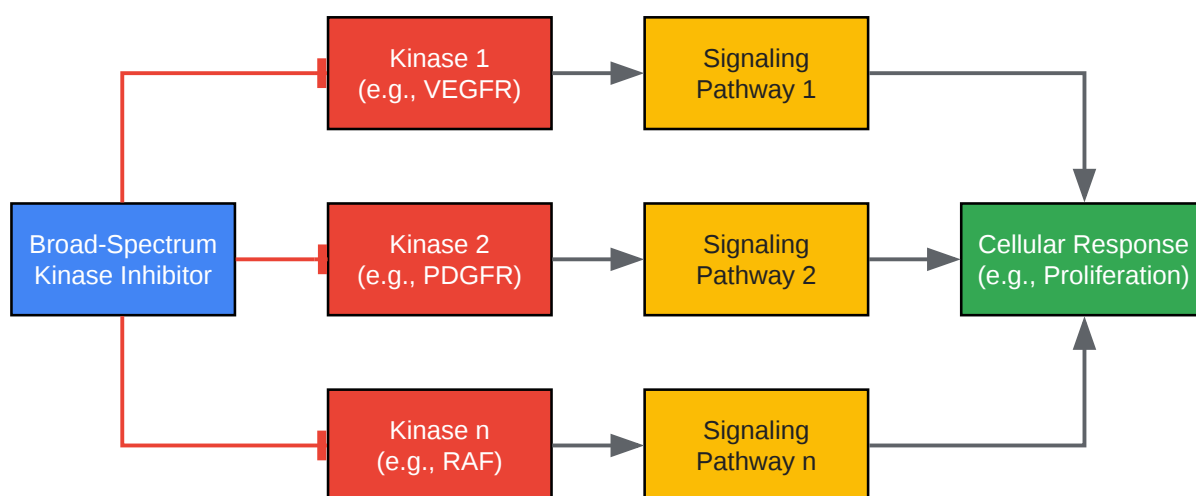 Kinase 1
(e.g., VEGFR)
Signaling
Pathway 1
Broad-Spectrum
Kinase Inhibitor
Kinase 2
(e.g., PDGFR)
Signaling
Pathway 2
Cellular Response
(e.g., Proliferation)
Kinase n
(e.g., RAF)
Signaling
Pathway n